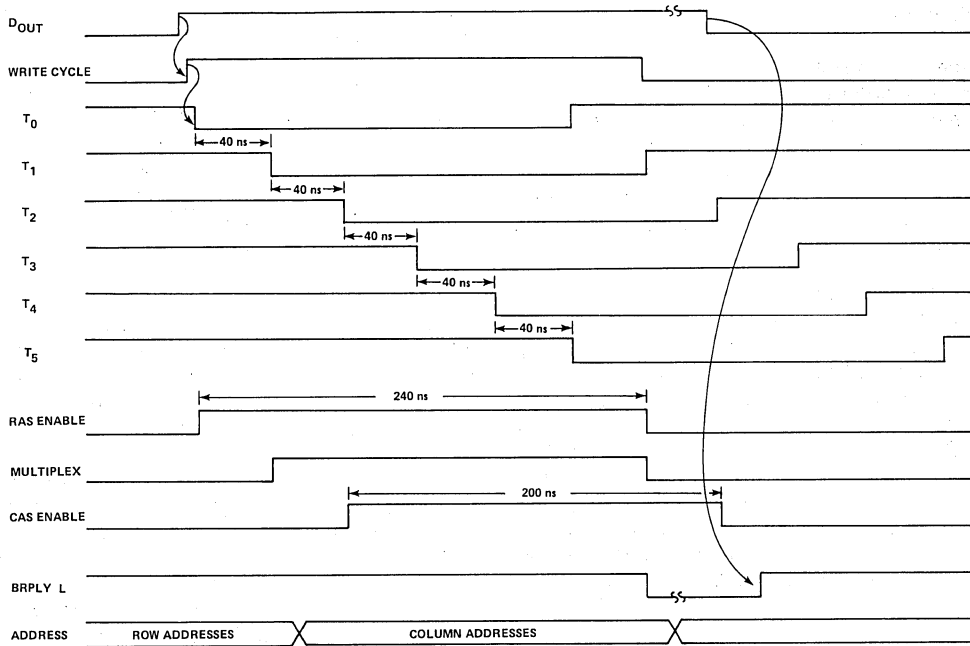 DOUT
WRITE CYCLE
T0
40 ns
T1
40 ns
T2
40 ns
T3
40 ns
T4
40 ns
T5
240 ns
RAS ENABLE
MULTIPLEX
200 ns
CAS ENABLE
BRPLY L
ADDRESS ROW ADDRESSES COLUMN ADDRESSES